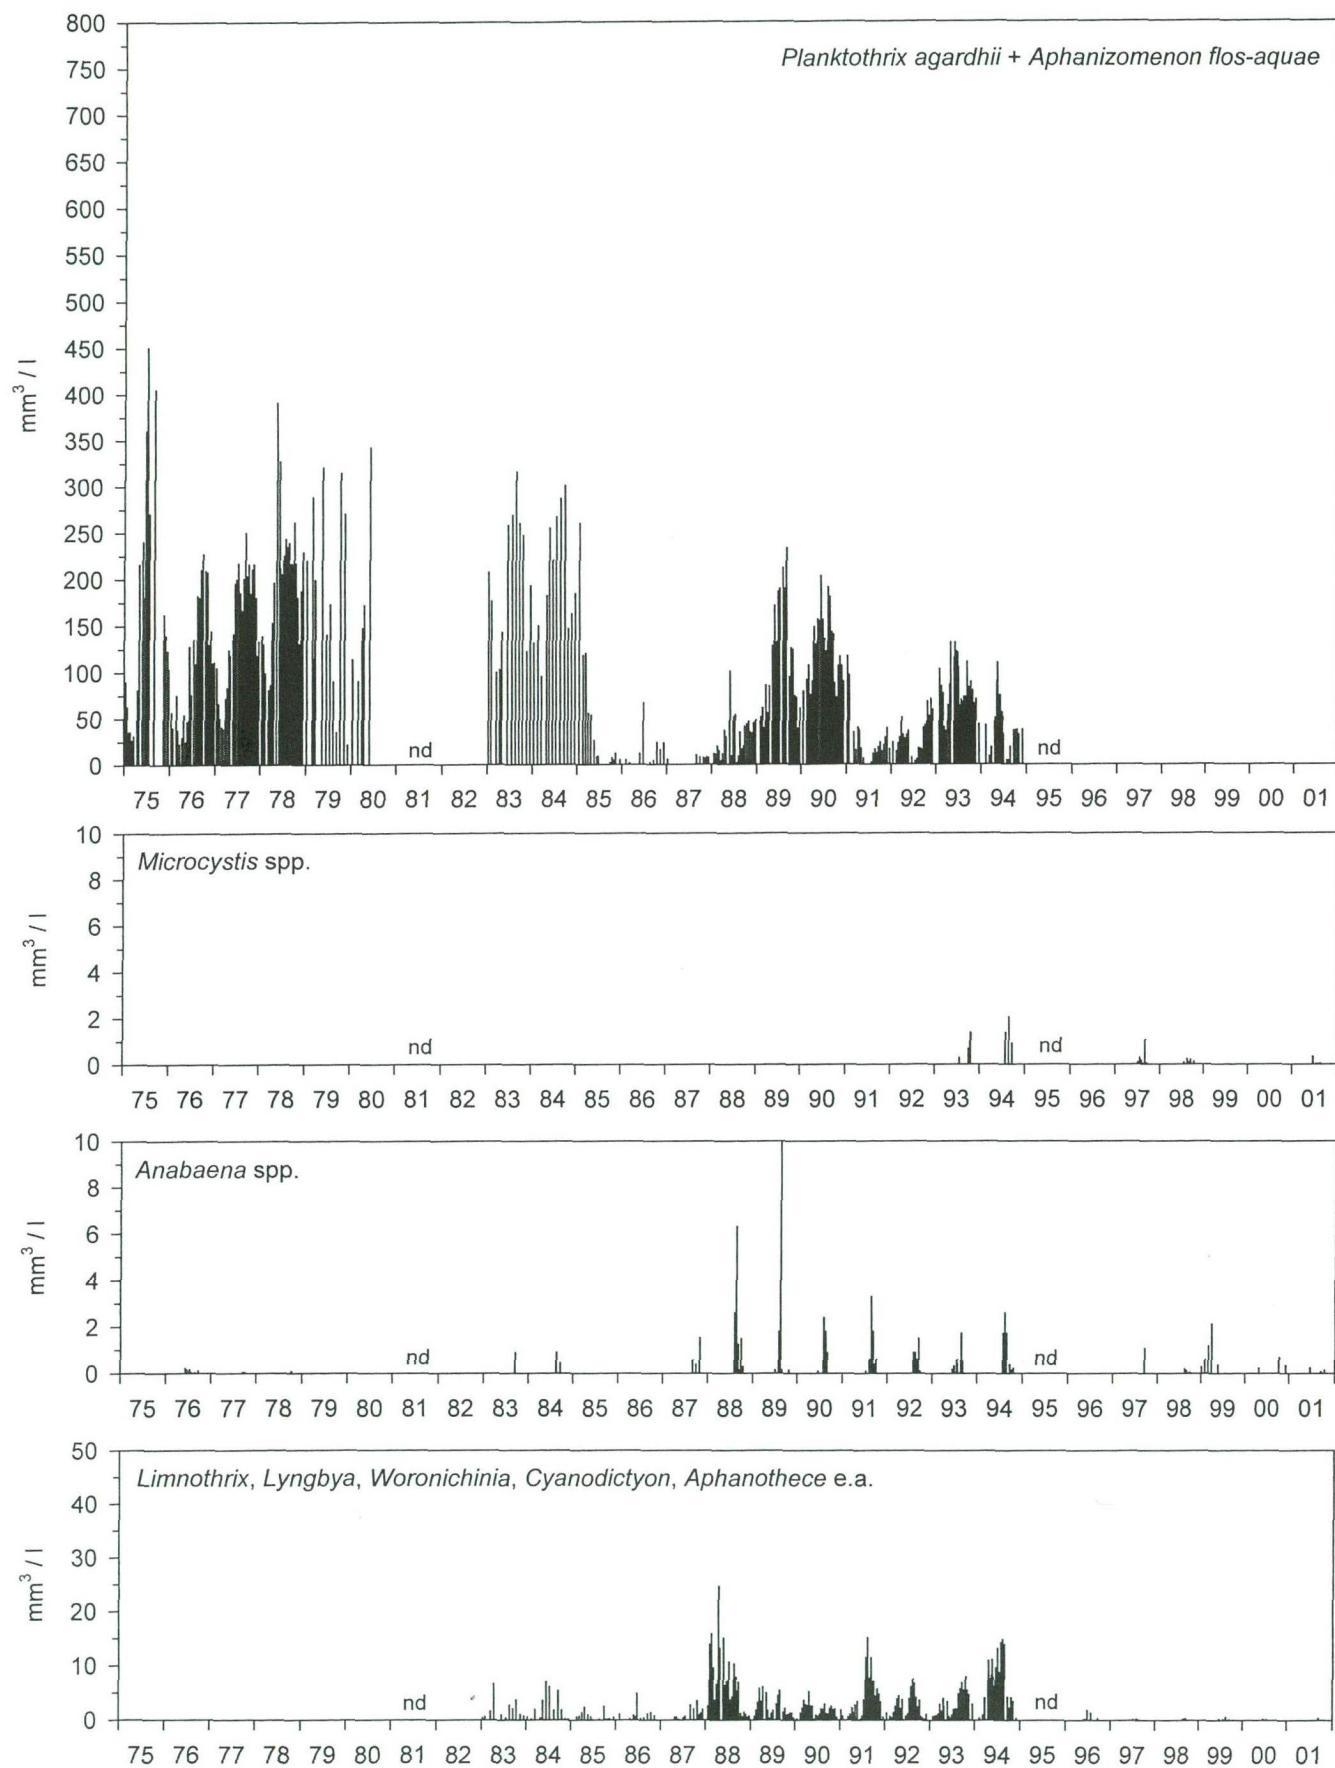 Planktothrix agardhii + Aphanizomenon flos-aquae
800
750
700
650
600
550
500
450
400
350
300
250
200
150
100
50
0
mm³ / l
nd
nd
75 76 77 78 79 80 81 82 83 84 85 86 87 88 89 90 91 92 93 94 95 96 97 98 99 00 01
Microcystis spp.
10
8
6
4
2
0
mm³ / l
nd
nd
75 76 77 78 79 80 81 82 83 84 85 86 87 88 89 90 91 92 93 94 95 96 97 98 99 00 01
Anabaena spp.
10
8
6
4
2
0
mm³ / l
nd
nd
75 76 77 78 79 80 81 82 83 84 85 86 87 88 89 90 91 92 93 94 95 96 97 98 99 00 01
Limnothrix, Lyngbya, Woronichinia, Cyanodictyon, Aphanothece e.a.
50
40
30
20
10
0
mm³ / l
nd
nd
75 76 77 78 79 80 81 82 83 84 85 86 87 88 89 90 91 92 93 94 95 96 97 98 99 00 01